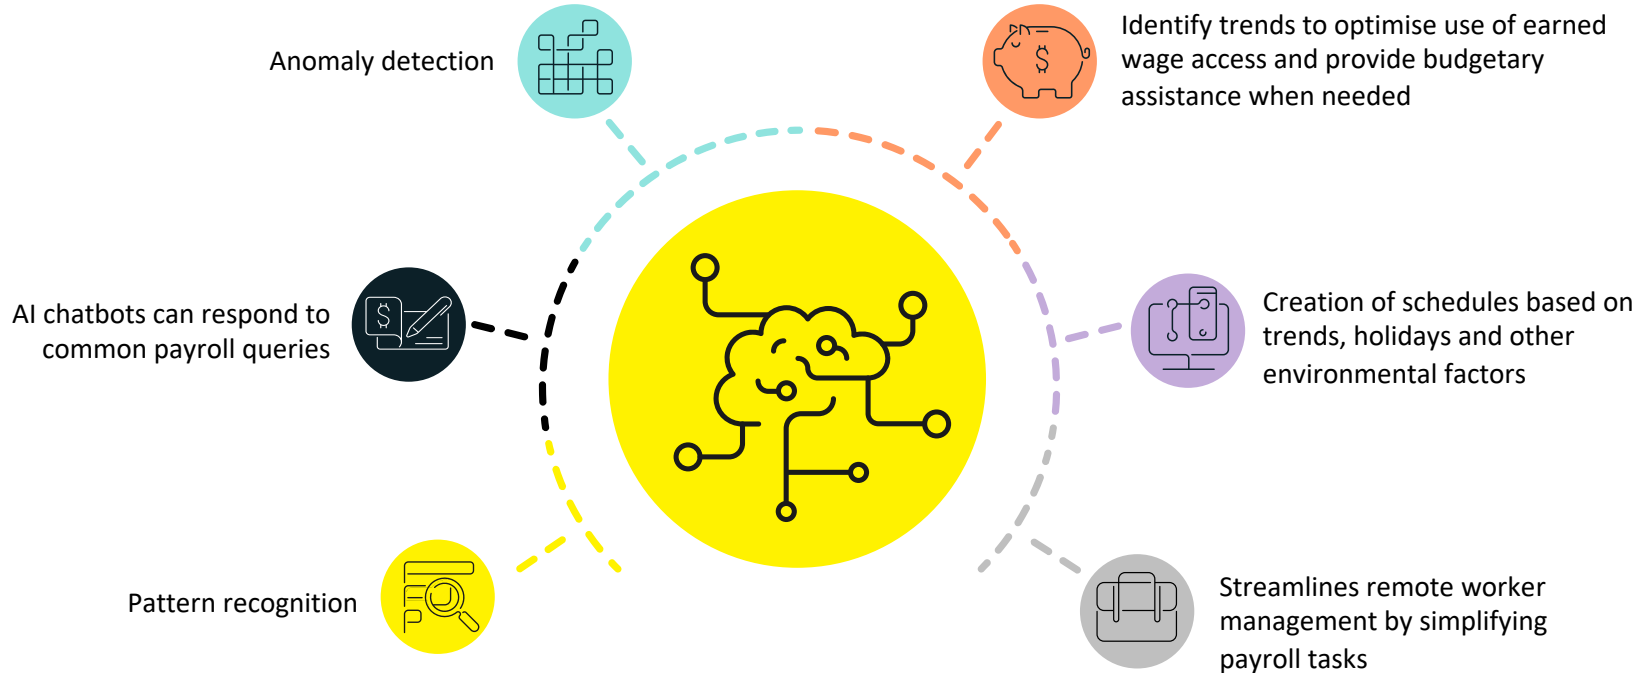 Anomaly detection
Identify trends to optimise use of earned
wage access and provide budgetary
assistance when needed
AI chatbots can respond to
common payroll queries
$
$
Creation of schedules based on
trends, holidays and other
environmental factors
Pattern recognition
Streamlines remote worker
management by simplifying
payroll tasks